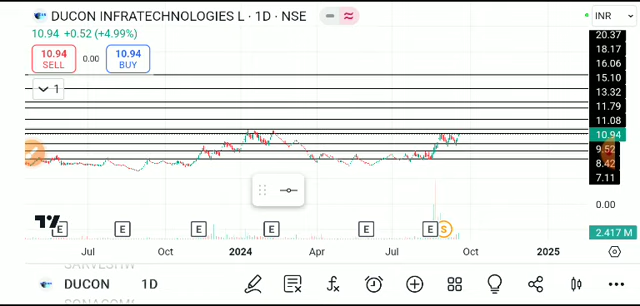 DUCON INFRATECHNOLOGIES L · 1D · NSE
INR
10.94 +0.52 (+4.99%)
10.94
SELL
0.00
10.94
BUY
1
20.37
18.17
16.06
15.10
13.32
11.79
11.08
10.94
9.52
8.42
7.11
0.00
2.417 M
E E E E E E S
Jul Oct 2024 Apr Jul Oct 2025
SARVESHW
DUCON 1D